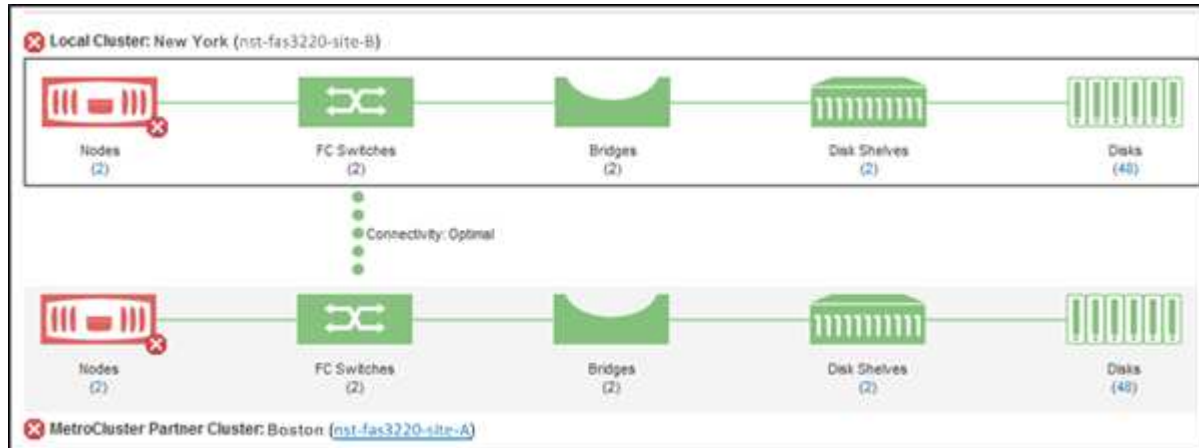 Local Cluster: New York (nst-fas3220-site-B)
Nodes
(2)
FC Switches
(2)
Bridges
(2)
Disk Shelves
(2)
Disks
(48)
Connectivity: Optimal
Nodes
(2)
FC Switches
(2)
Bridges
(2)
Disk Shelves
(2)
Disks
(48)
MetroCluster Partner Cluster: Boston (nst-fas3220-site-A)